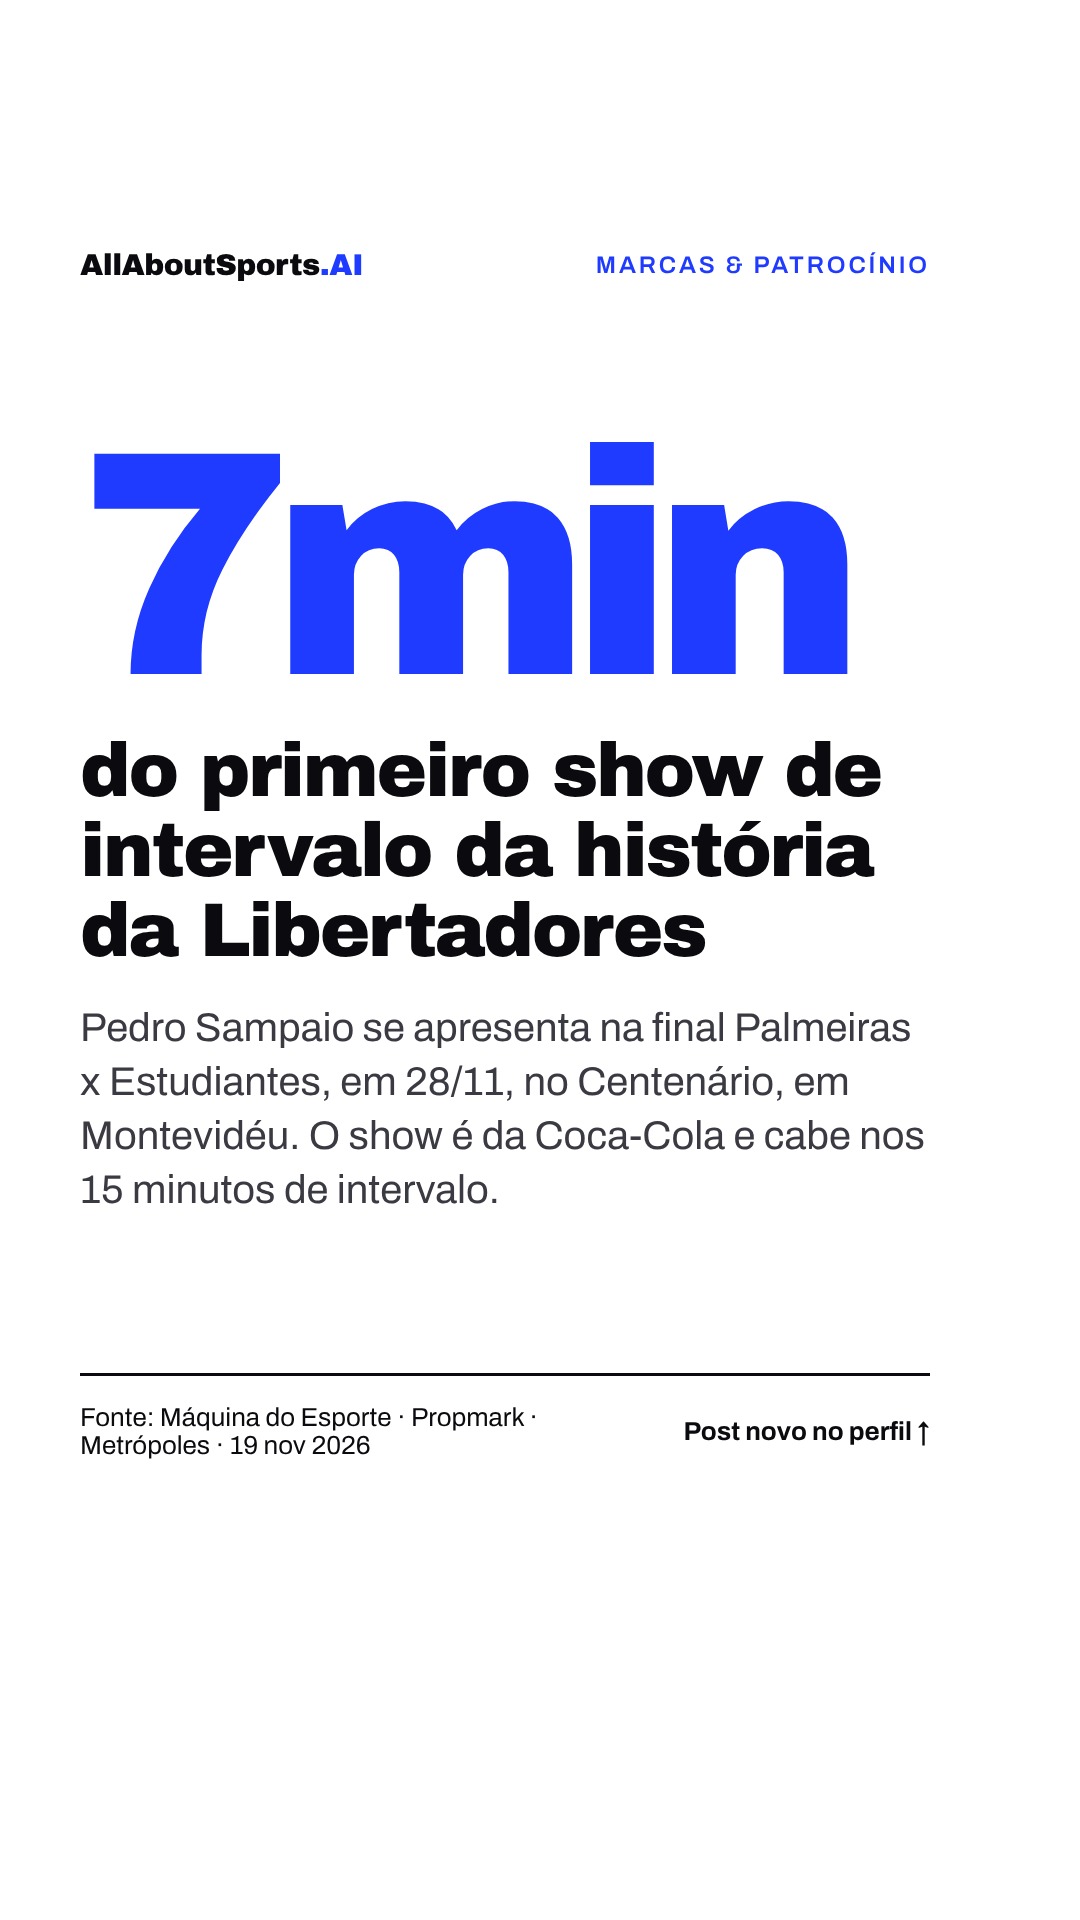 AllAboutSports.AI
MARCAS & PATROCÍNIO
7min
do primeiro show de
intervalo da história
da Libertadores
Pedro Sampaio se apresenta na final Palmeiras
x Estudiantes, em 28/11, no Centenário, em
Montevidéu. O show é da Coca-Cola e cabe nos
15 minutos de intervalo.
Fonte: Máquina do Esporte · Propmark ·
Metrópoles · 19 nov 2026
Post novo no perfil ↑